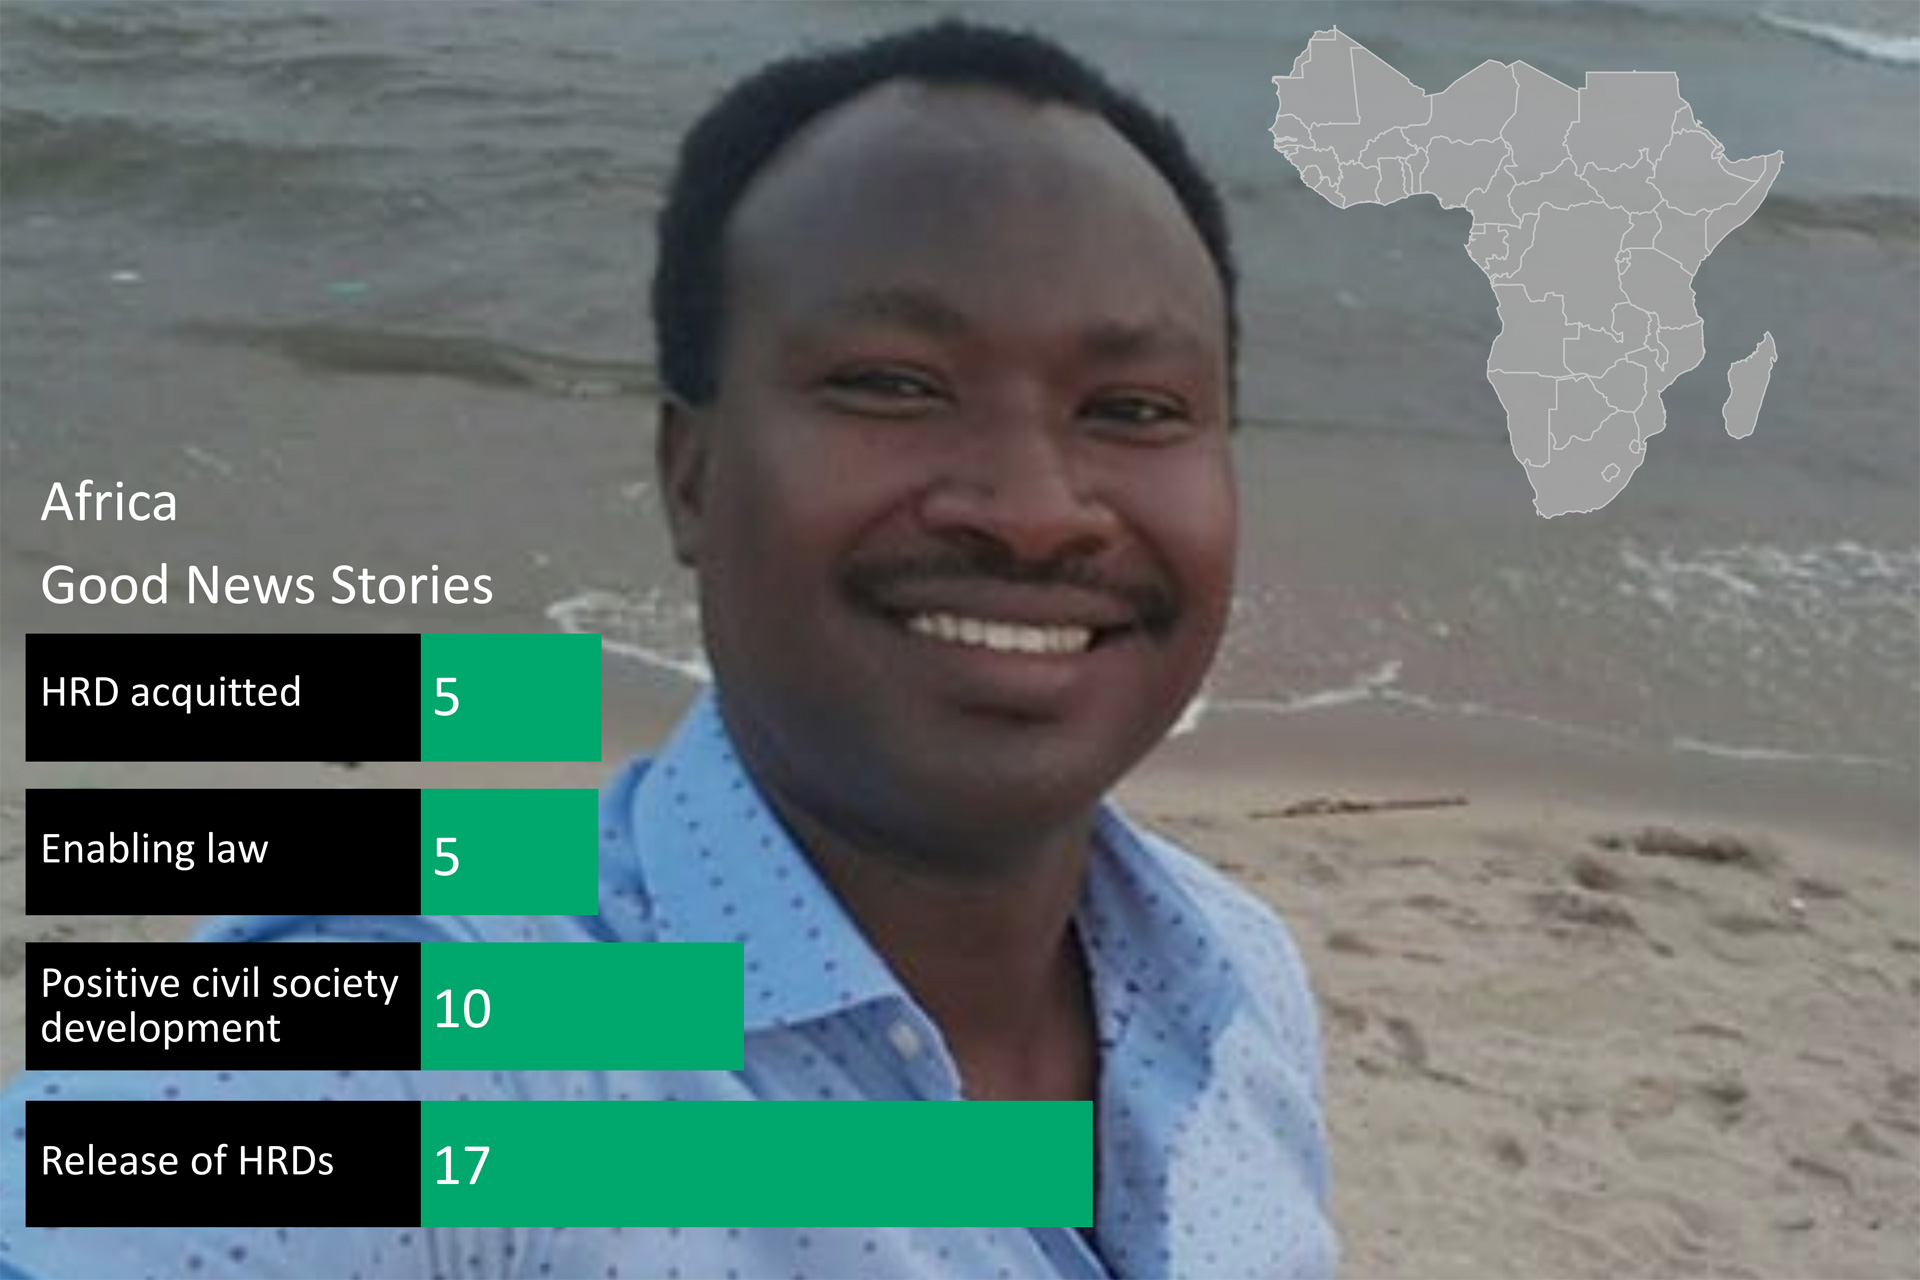 Africa
Good News Stories
HRD acquitted 5
Enabling law 5
Positive civil society
development 10
Release of HRDs 17